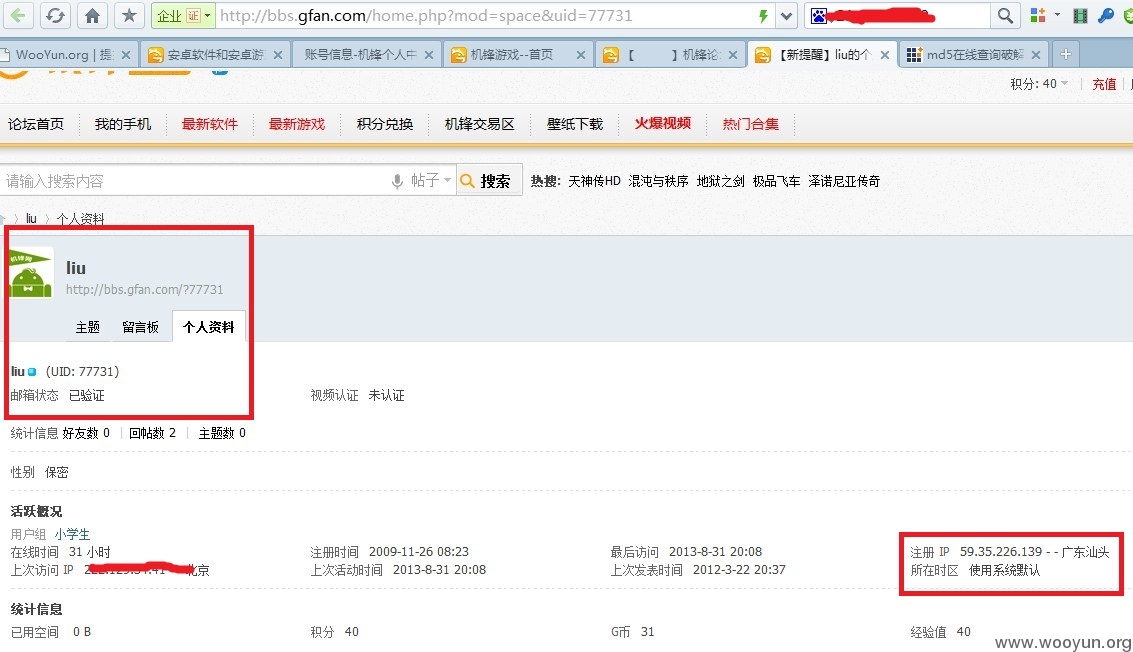 企业 证 http://bbs.gfan.com/home.php?mod=space&uid=77731
WooYun.org | 提 安卓软件和安卓游 账号信息-机锋个人中 机锋游戏--首页 【 】机锋论 【新提醒】liu的个 md5在线查询破解
积分: 40 充值
论坛首页 我的手机 最新软件 最新游戏 积分兑换 机锋交易区 壁纸下载 火爆视频 热门合集
请输入搜索内容 帖子 搜索 热搜: 天神传HD 混沌与秩序 地狱之剑 极品飞车 泽诺尼亚传奇
liu 个人资料
liu
http://bbs.gfan.com/?77731
主题 留言板 个人资料
liu (UID: 77731)
邮箱状态 已验证 视频认证 未认证
统计信息 好友数 0 回帖数 2 主题数 0
性别 保密
活跃概况
用户组 小学生
在线时间 31 小时 注册时间 2009-11-26 08:23 最后访问 2013-8-31 20:08 注册 IP 59.35.226.139 - - 广东汕头
上次访问 IP 北京 上次活动时间 2013-8-31 20:08 上次发表时间 2012-3-22 20:37 所在时区 使用系统默认
统计信息
已用空间 0 B 积分 40 G币 31 经验值 40
www.wooyun.org